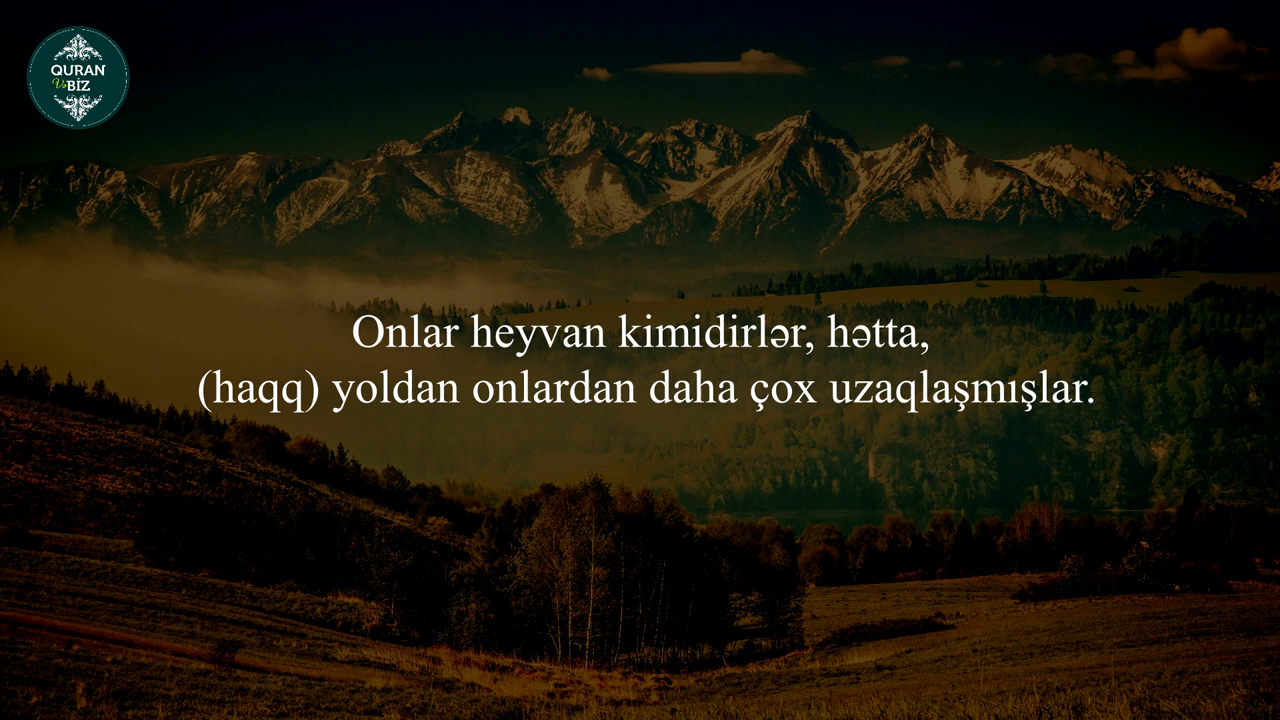 QURAN
Və BİZ
Onlar heyvan kimidirlər, hətta,
(haqq) yoldan onlardan daha çox uzaqlaşmışlar.